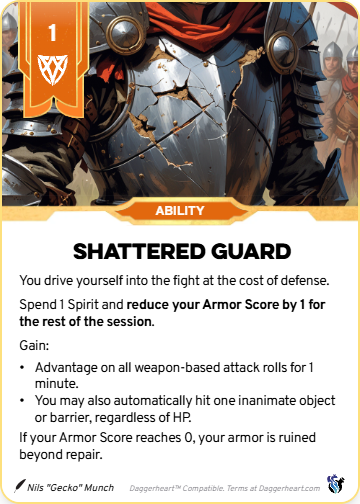 1
ABILITY
SHATTERED GUARD
You drive yourself into the fight at the cost of defense.
Spend 1 Spirit and reduce your Armor Score by 1 for
the rest of the session.
Gain:
• Advantage on all weapon-based attack rolls for 1
minute.
• You may also automatically hit one inanimate object
or barrier, regardless of HP.
If your Armor Score reaches 0, your armor is ruined
beyond repair.
Nils "Gecko" Munch
Daggerheart™ Compatible. Terms at Daggerheart.com